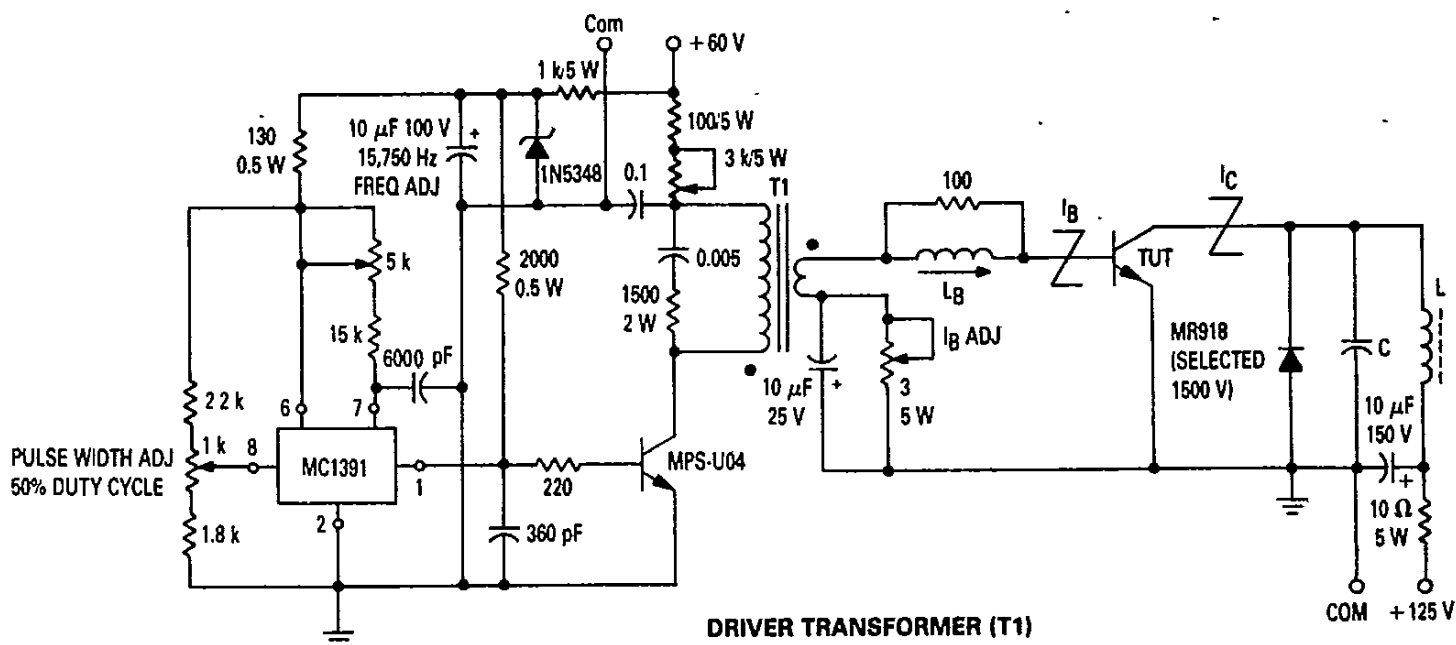 Com
+60 V
1 k/5 W
130
0.5 W
10 μF 100 V
15,750 Hz
FREQ ADJ
+
1N5348
100/5 W
3 k/5 W
0.1
T1
100
IB
IC
5 k
2000
0.5 W
0.005
LB
TUT
L
15 k
1500
2 W
IB ADJ
MR918
(SELECTED
1500 V)
C
6000 pF
10 μF
25 V
+
3
5 W
10 μF
150 V
+
2 2 k
6
7
1 k
8
MC1391
1
PULSE WIDTH ADJ
50% DUTY CYCLE
220
MPS-U04
1.8 k
2
360 pF
10 Ω
5 W
COM
+125 V
DRIVER TRANSFORMER (T1)